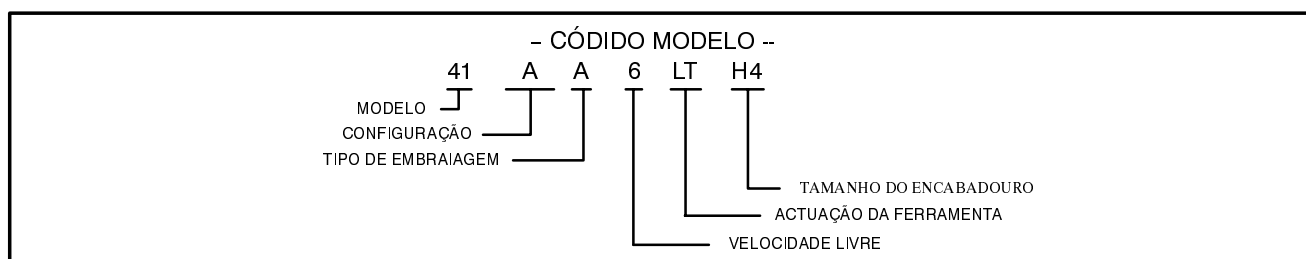 – CÓDIDO MODELO --
41 A A 6 LT H4
MODELO
CONFIGURAÇÃO
TIPO DE EMBRAIAGEM
TAMANHO DO ENCABADOURO
ACTUAÇÃO DA FERRAMENTA
VELOCIDADE LIVRE